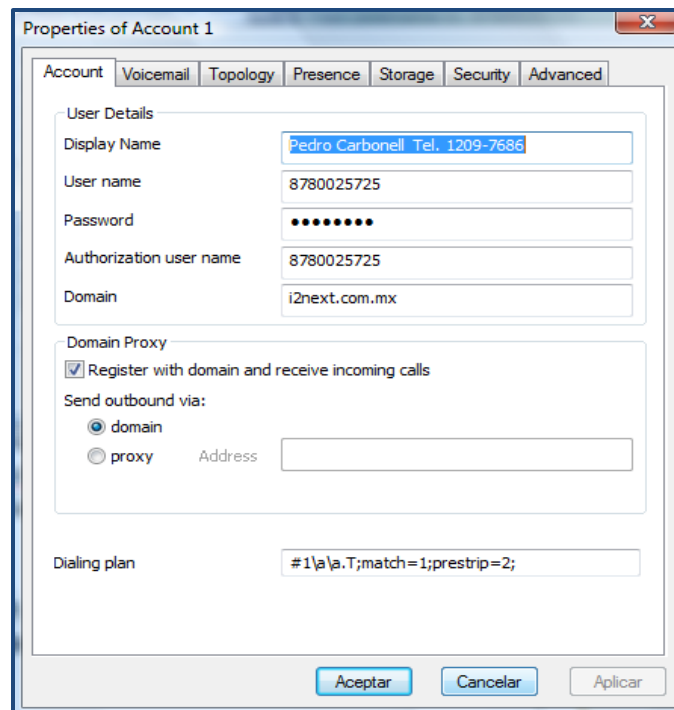 Properties of Account 1
Account Voicemail Topology Presence Storage Security Advanced
User Details
Display Name Pedro Carbonell Tel. 1209-7686
User name 8780025725
Password ••••••••
Authorization user name 8780025725
Domain i2next.com.mx
Domain Proxy
Register with domain and receive incoming calls
Send outbound via:
domain
proxy Address
Dialing plan #1\a\a.T;match=1;prestrip=2;
Aceptar Cancelar Aplicar